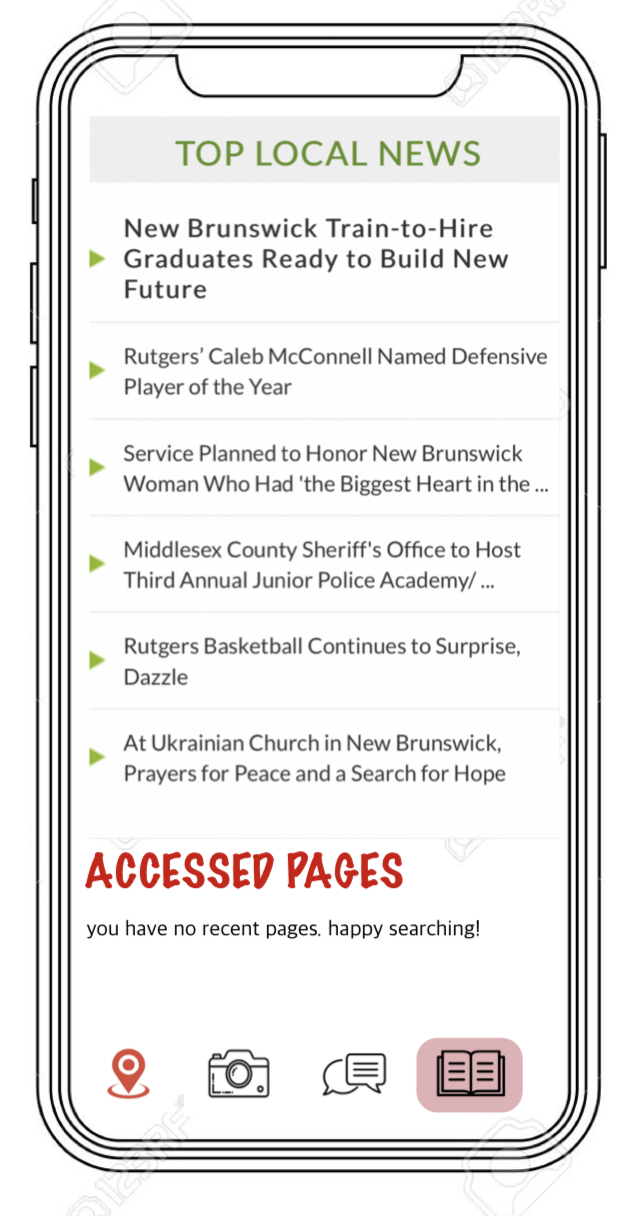 TOP LOCAL NEWS
New Brunswick Train-to-Hire
Graduates Ready to Build New
Future
Rutgers’ Caleb McConnell Named Defensive
Player of the Year
Service Planned to Honor New Brunswick
Woman Who Had 'the Biggest Heart in the ...
Middlesex County Sheriff's Office to Host
Third Annual Junior Police Academy/ ...
Rutgers Basketball Continues to Surprise,
Dazzle
At Ukrainian Church in New Brunswick,
Prayers for Peace and a Search for Hope
ACCESSED PAGES
you have no recent pages. happy searching!
123RF
123RF